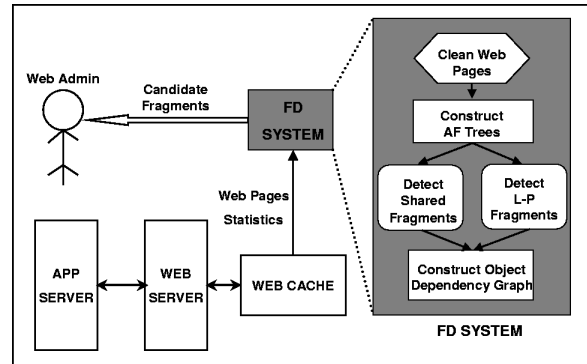 Web Admin
Candidate
Fragments
FD
SYSTEM
Web Pages
Statistics
APP
SERVER
WEB
SERVER
WEB CACHE
Clean Web
Pages
Construct
AF Trees
Detect
Shared
Fragments
Detect
L-P
Fragments
Construct Object
Dependency Graph
FD SYSTEM